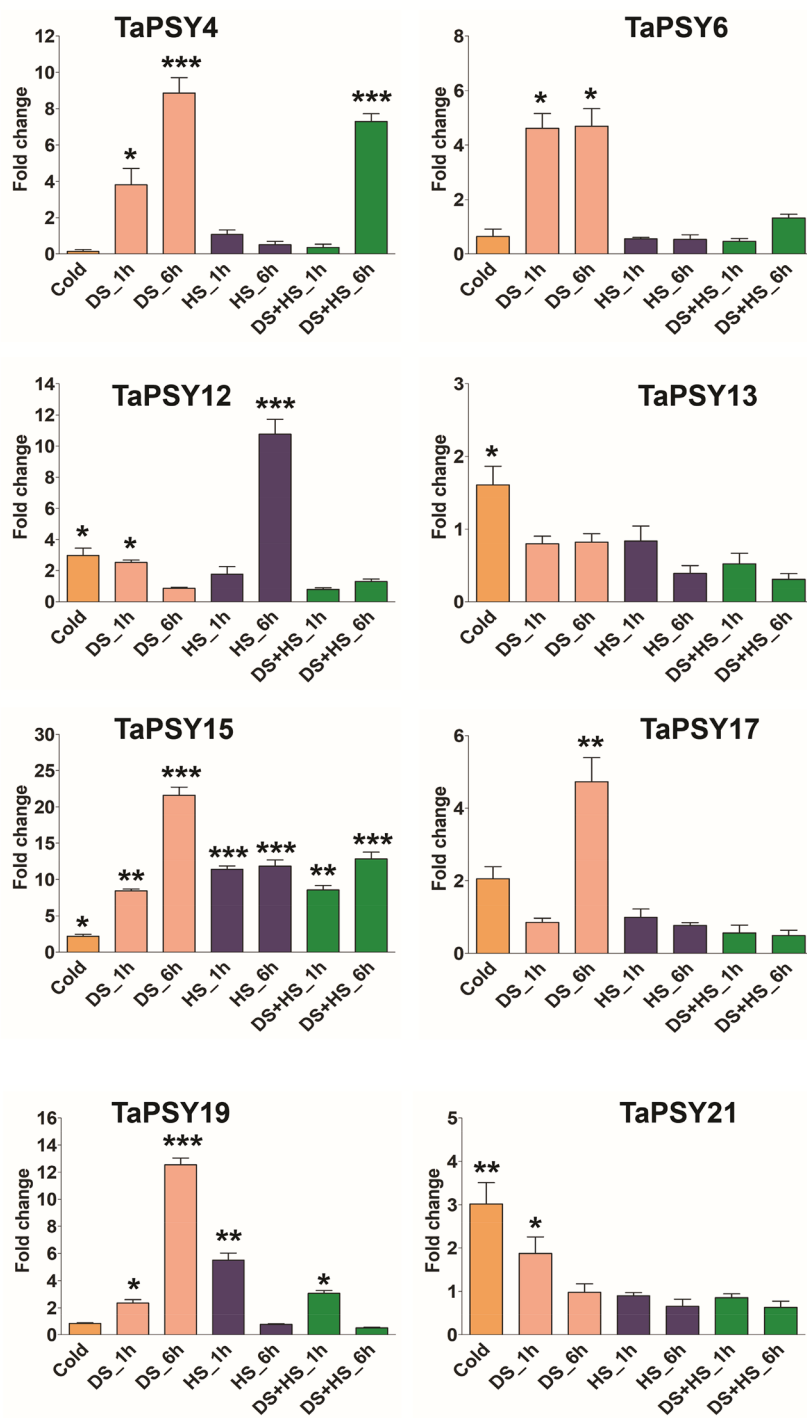 TaPSY4
Fold change
12
10
8
6
4
2
0
*
***
***
Cold
DS_1h
DS_6h
HS_1h
HS_6h
DS+HS_1h
DS+HS_6h
TaPSY6
Fold change
8
6
4
2
0
*
*
Cold
DS_1h
DS_6h
HS_1h
HS_6h
DS+HS_1h
DS+HS_6h
TaPSY12
Fold change
14
12
10
8
6
4
2
0
*
*
***
Cold
DS_1h
DS_6h
HS_1h
HS_6h
DS+HS_1h
DS+HS_6h
TaPSY13
Fold change
3
2
1
0
*
Cold
DS_1h
DS_6h
HS_1h
HS_6h
DS+HS_1h
DS+HS_6h
TaPSY15
Fold change
30
25
20
15
10
5
0
*
**
***
***
***
**
***
Cold
DS_1h
DS_6h
HS_1h
HS_6h
DS+HS_1h
DS+HS_6h
TaPSY17
Fold change
6
4
2
0
**
Cold
DS_1h
DS_6h
HS_1h
HS_6h
DS+HS_1h
DS+HS_6h
TaPSY19
Fold change
16
14
12
10
8
6
4
2
0
*
***
**
*
Cold
DS_1h
DS_6h
HS_1h
HS_6h
DS+HS_1h
DS+HS_6h
TaPSY21
Fold change
5
4
3
2
1
0
**
*
Cold
DS_1h
DS_6h
HS_1h
HS_6h
DS+HS_1h
DS+HS_6h